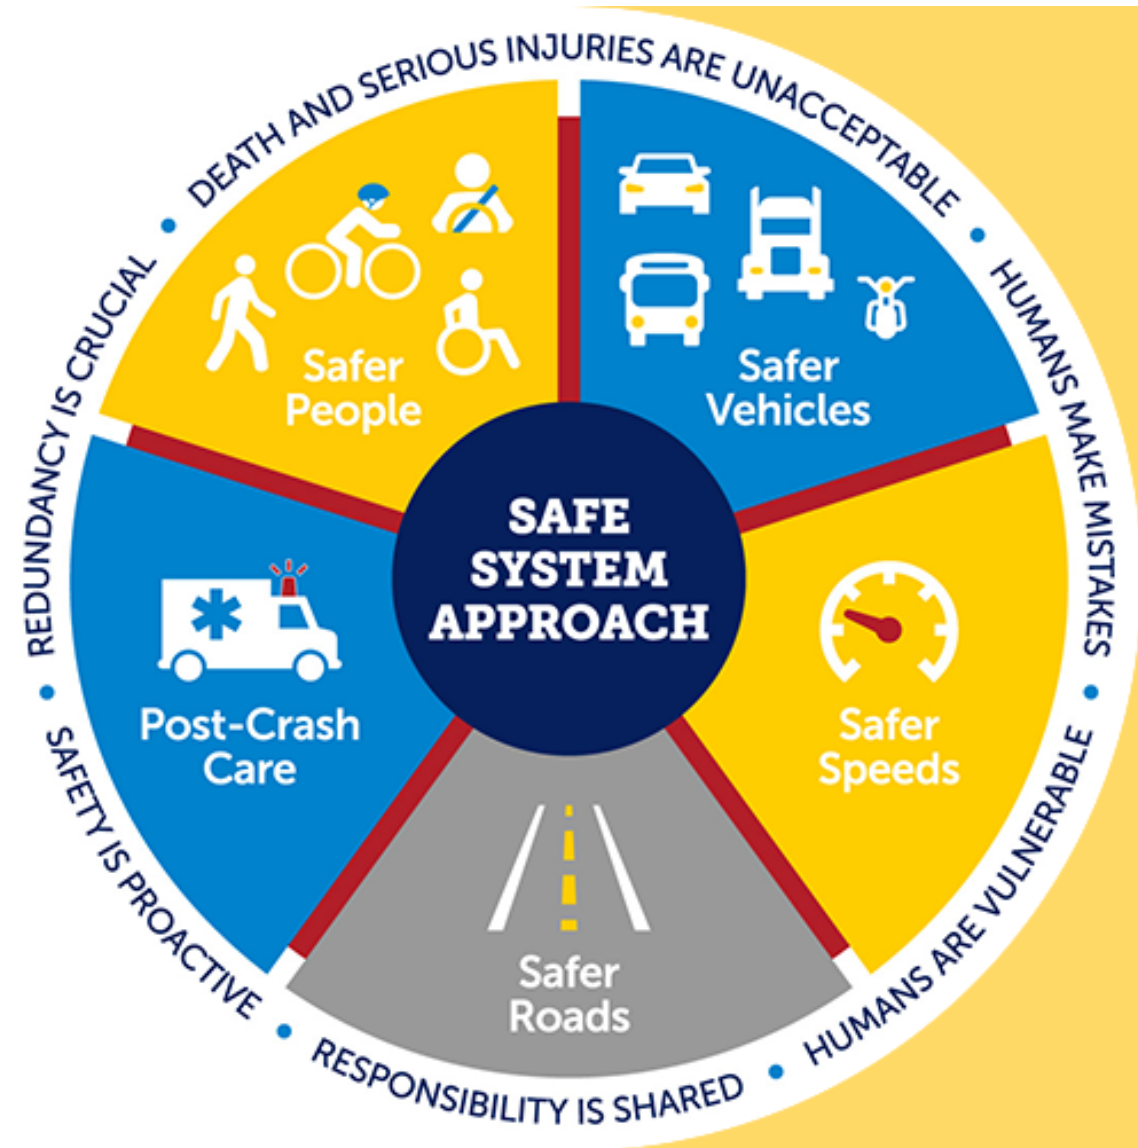 DEATH AND SERIOUS INJURIES ARE UNACCEPTABLE
HUMANS MAKE MISTAKES
HUMANS ARE VULNERABLE
RESPONSIBILITY IS SHARED
SAFETY IS PROACTIVE
REDUNDANCY IS CRUCIAL
Safer
People
Safer
Vehicles
SAFE
SYSTEM
APPROACH
Safer
Speeds
Safer
Roads
Post-Crash
Care